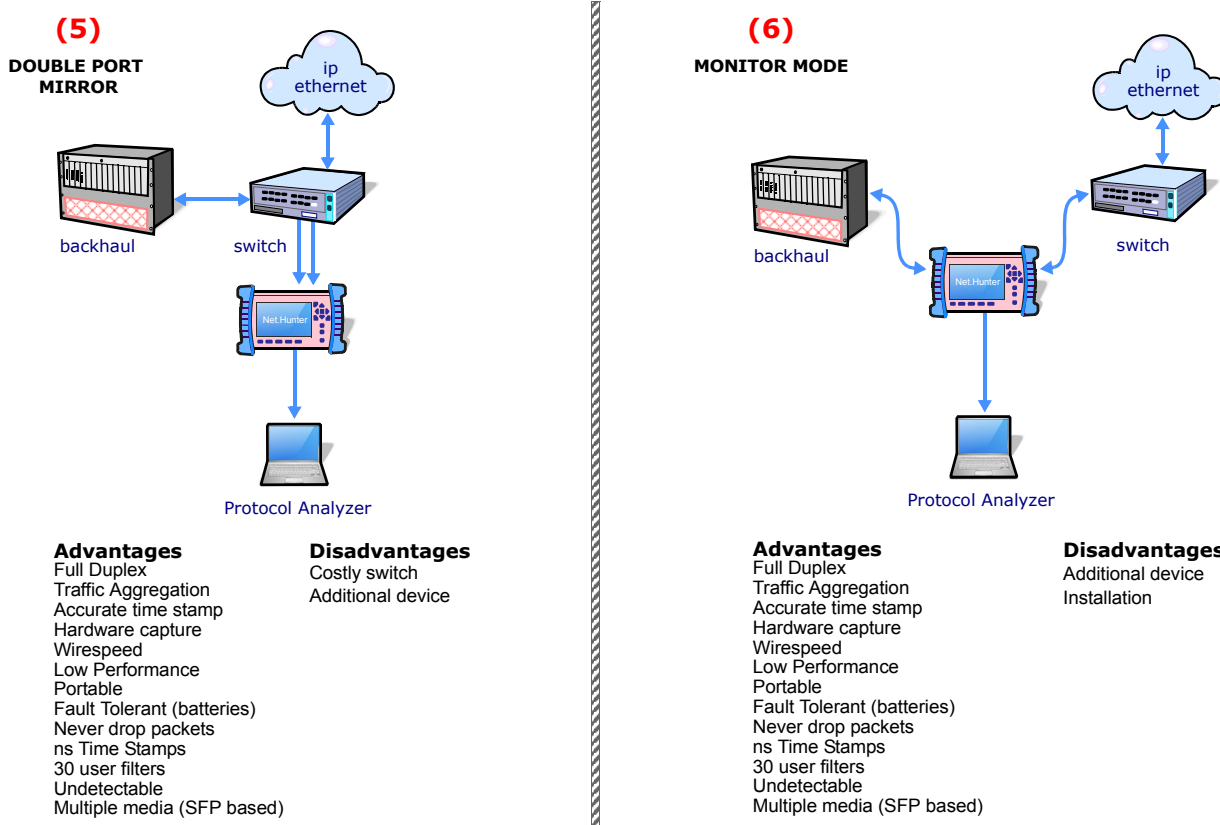 (5)
DOUBLE PORT
MIRROR
ip
ethernet
backhaul
switch
Net.Hunter
Protocol Analyzer
Advantages
Full Duplex
Traffic Aggregation
Accurate time stamp
Hardware capture
Wirespeed
Low Performance
Portable
Fault Tolerant (batteries)
Never drop packets
ns Time Stamps
30 user filters
Undetectable
Multiple media (SFP based)
Disadvantages
Costly switch
Additional device
(6)
MONITOR MODE
ip
ethernet
backhaul
switch
Net.Hunter
Protocol Analyzer
Advantages
Full Duplex
Traffic Aggregation
Accurate time stamp
Hardware capture
Wirespeed
Low Performance
Portable
Fault Tolerant (batteries)
Never drop packets
ns Time Stamps
30 user filters
Undetectable
Multiple media (SFP based)
Disadvantages
Additional device
Installation